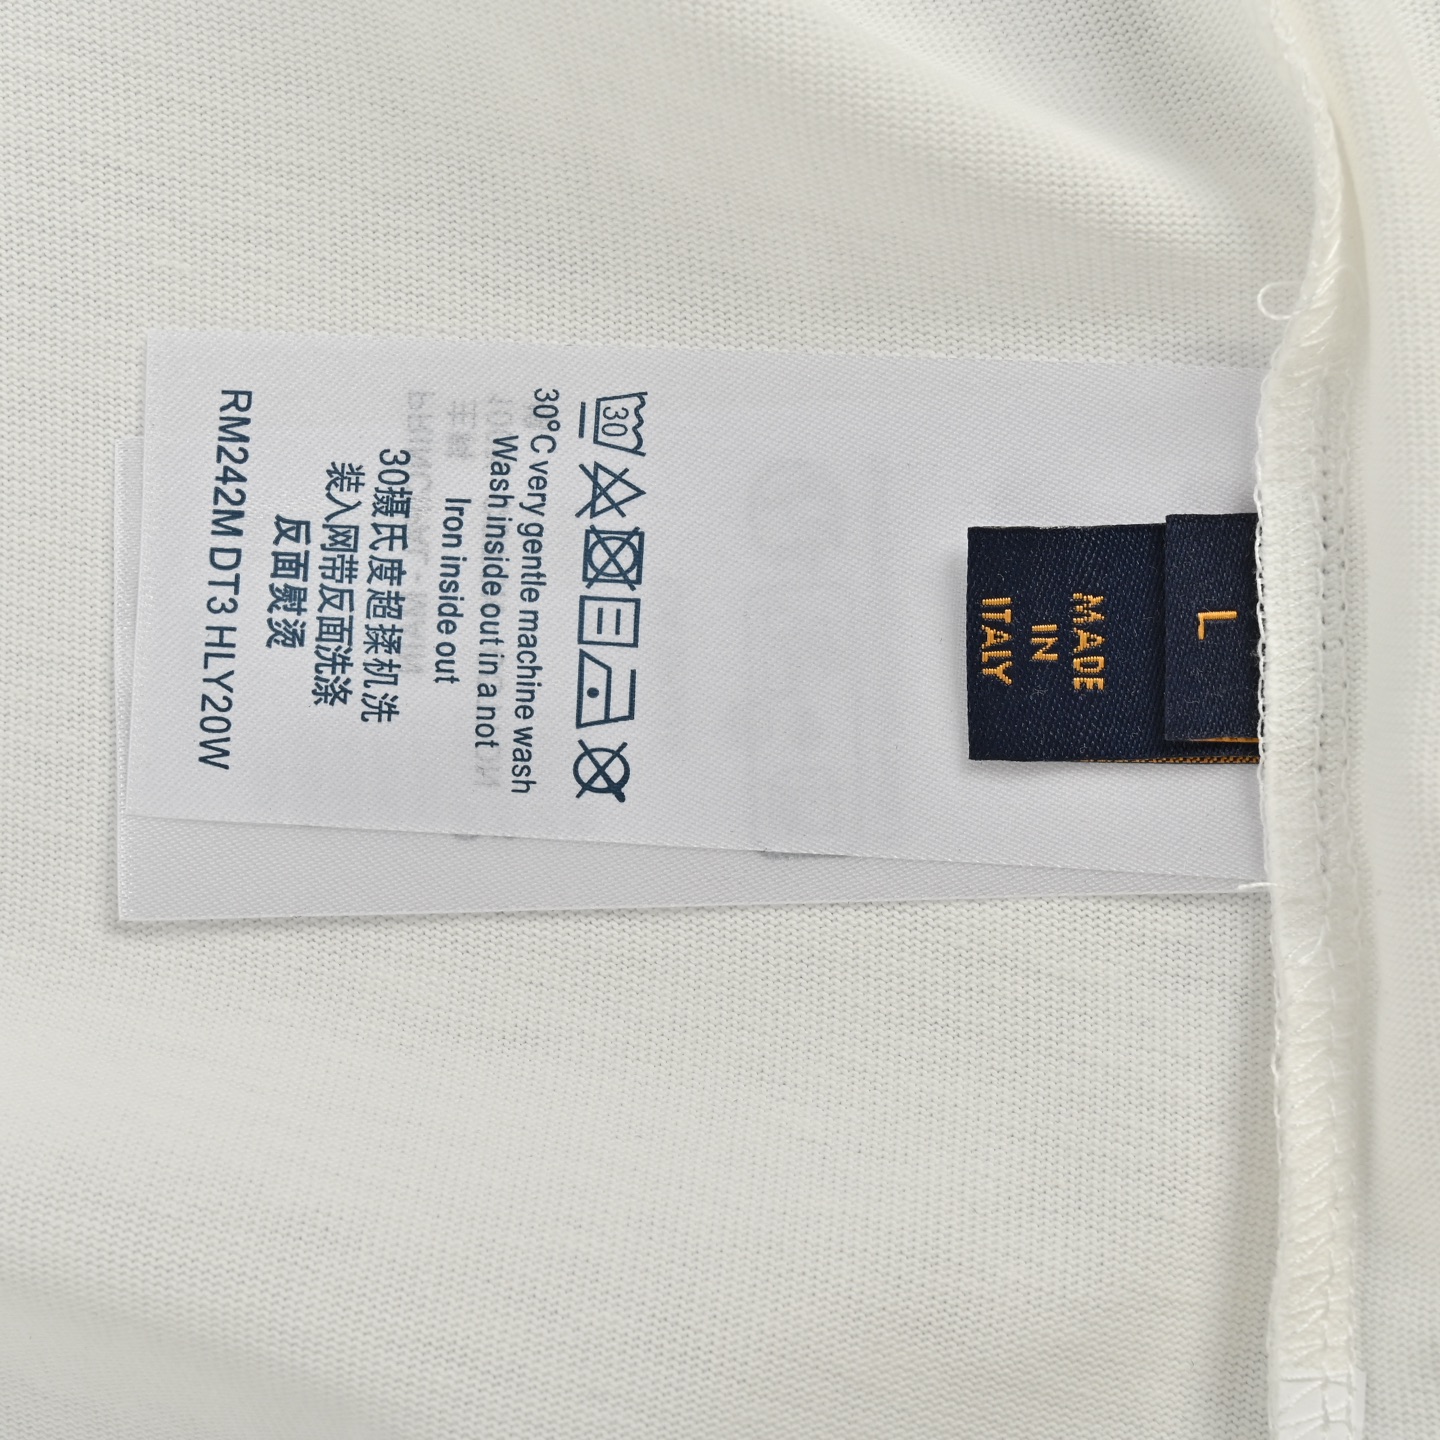 L
MADE
IN
ITALY
30
30°C very gentle machine wash
Wash inside out in a not
Iron inside out
30摄氏度超揉机洗
装入网带反面洗涤
反面熨烫
RM242M DT3 HLY20W